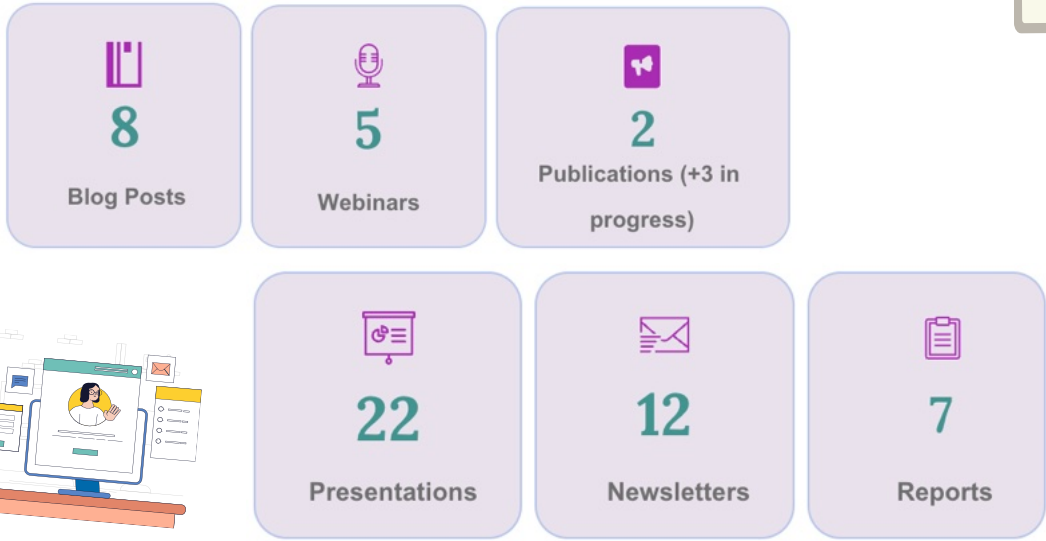 8
Blog Posts
5
Webinars
2
Publications (+3 in
progress)
22
Presentations
12
Newsletters
7
Reports